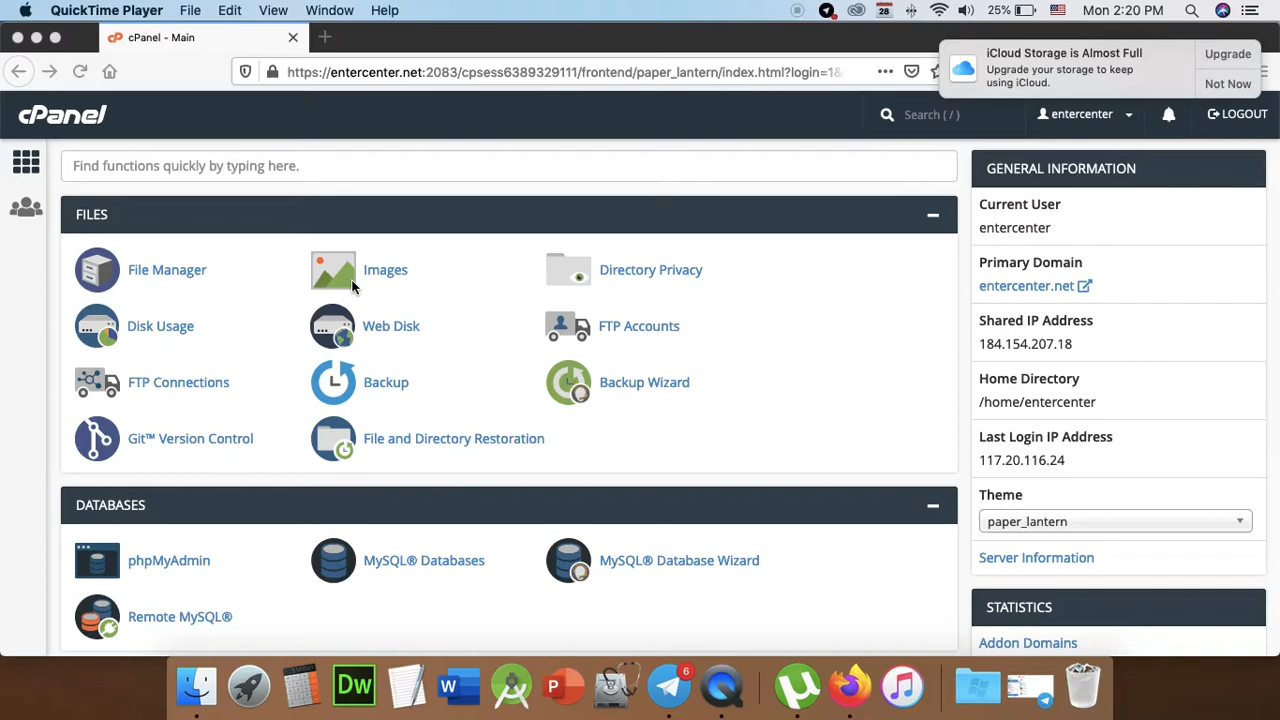 QuickTime Player File Edit View Window Help 28 25% Mon 2:20 PM
cPanel - Main
https://entercenter.net:2083/cpsess6389329111/frontend/paper_lantern/index.html?login=1&
iCloud Storage is Almost Full
Upgrade your storage to keep
using iCloud.
Upgrade
Not Now
cPanel
Search ( / )
entercenter
LOGOUT
Find functions quickly by typing here.
FILES
File Manager
Images
Directory Privacy
Disk Usage
Web Disk
FTP Accounts
FTP Connections
Backup
Backup Wizard
Git™ Version Control
File and Directory Restoration
DATABASES
phpMyAdmin
MySQL® Databases
MySQL® Database Wizard
Remote MySQL®
GENERAL INFORMATION
Current User
entercenter
Primary Domain
entercenter.net
Shared IP Address
184.154.207.18
Home Directory
/home/entercenter
Last Login IP Address
117.20.116.24
Theme
paper_lantern
Server Information
STATISTICS
Addon Domains
Dw
W
P
6
µ